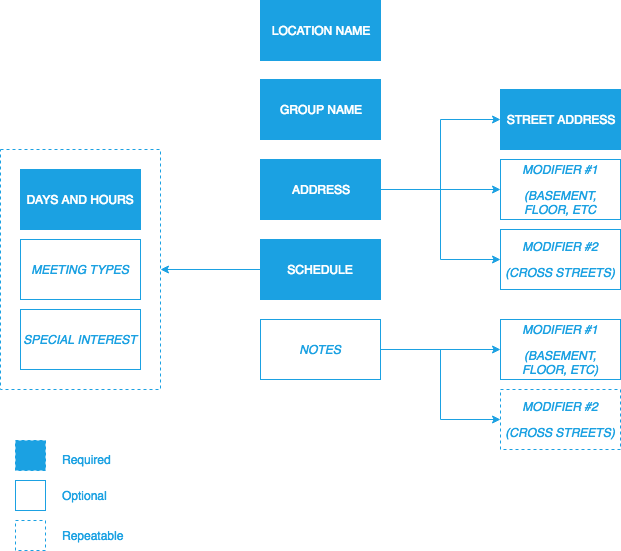 LOCATION NAME
GROUP NAME
STREET ADDRESS
ADDRESS
MODIFIER #1
(BASEMENT,
FLOOR, ETC
DAYS AND HOURS
MEETING TYPES
SPECIAL INTEREST
SCHEDULE
MODIFIER #2
(CROSS STREETS)
NOTES
MODIFIER #1
(BASEMENT,
FLOOR, ETC)
MODIFIER #2
(CROSS STREETS)
Required
Optional
Repeatable